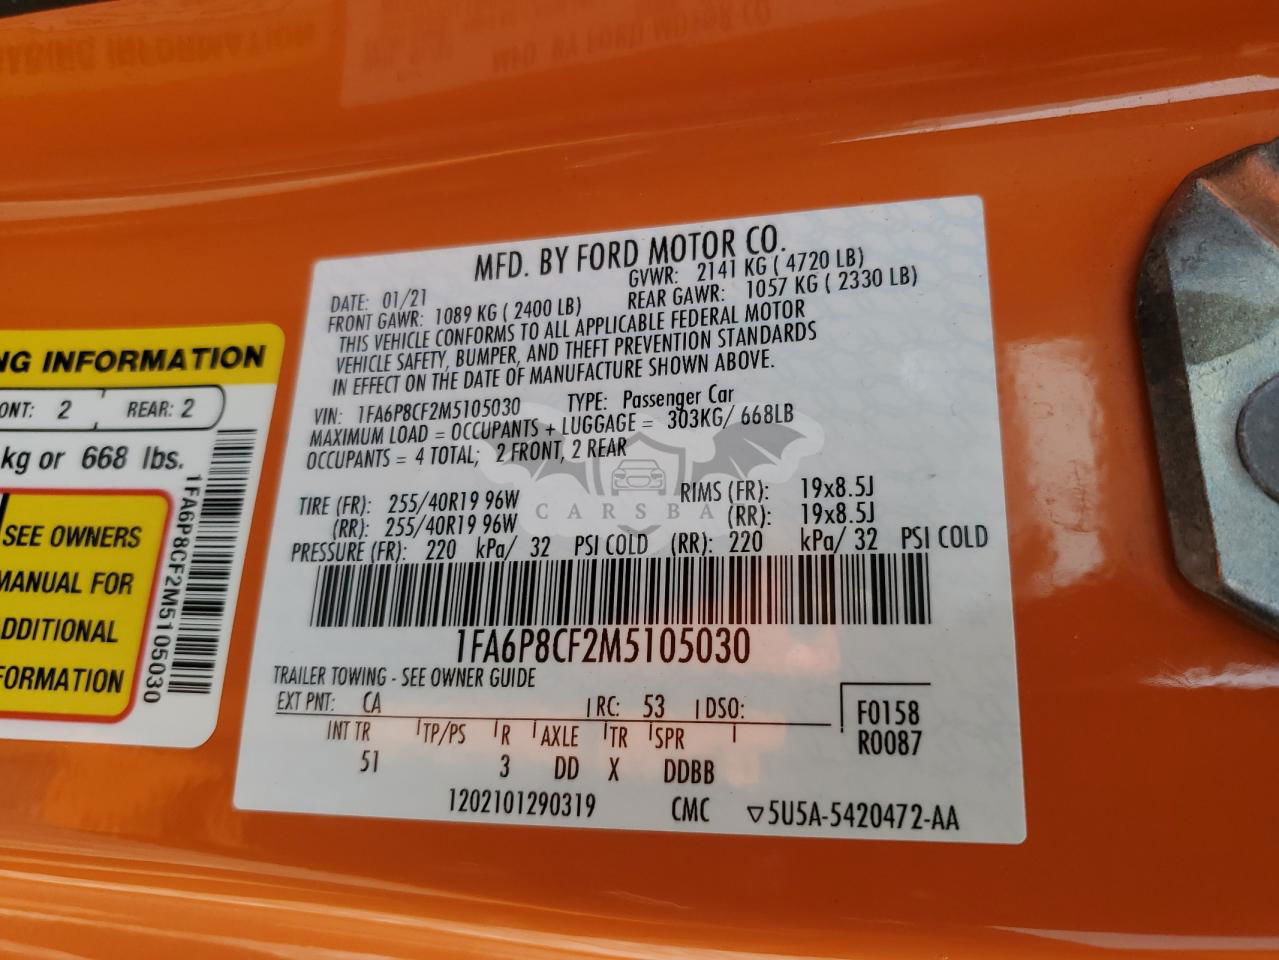 MFD. BY FORD MOTOR CO.
DATE: 01/21 GVWR: 2141 KG ( 4720 LB)
FRONT GAWR: 1089 KG ( 2400 LB) REAR GAWR: 1057 KG ( 2330 LB)
THIS VEHICLE CONFORMS TO ALL APPLICABLE FEDERAL MOTOR
VEHICLE SAFETY, BUMPER, AND THEFT PREVENTION STANDARDS
IN EFFECT ON THE DATE OF MANUFACTURE SHOWN ABOVE.
VIN: 1FA6P8CF2M5105030 TYPE: Passenger Car
MAXIMUM LOAD = OCCUPANTS + LUGGAGE = 303KG/ 668LB
OCCUPANTS = 4 TOTAL; 2 FRONT, 2 REAR
TIRE (FR): 255/40R19 96W RIMS (FR): 19x8.5J
(RR): 255/40R19 96W (RR): 19x8.5J
PRESSURE (FR): 220 kPa/ 32 PSI COLD (RR): 220 kPa/ 32 PSI COLD
1FA6P8CF2M5105030
TRAILER TOWING - SEE OWNER GUIDE
EXT PNT: CA RC: 53 DSO: F0158
INT TR TP/PS R AXLE TR SPR R0087
51 3 DD X DDBB
1202101290319 CMC ▽5U5A-5420472-AA
NG INFORMATION
ONT: 2 REAR: 2
kg or 668 lbs.
SEE OWNERS
MANUAL FOR
DDITIONAL
FORMATION
1FA6P8CF2M5105030
CARSBA